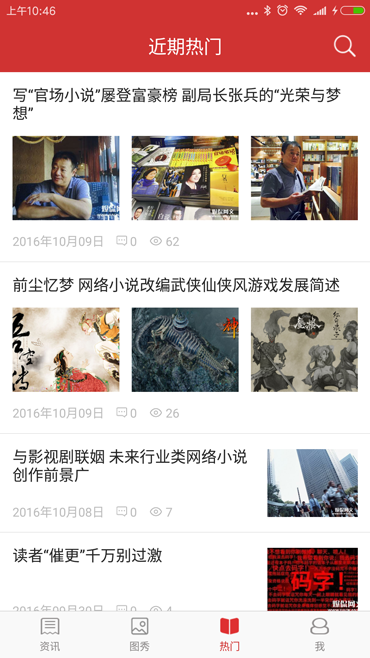 上午10:46
近期热门
写“官场小说”屡登富豪榜 副局长张兵的“光荣与梦
想”
2016年10月09日 0 62
前尘忆梦 网络小说改编武侠仙侠风游戏发展简述
悟空传
2016年10月09日 0 26
与影视剧联姻 未来行业类网络小说
创作前景广
2016年10月08日 0 7
读者“催更”千万别过激
码字！
2016年09月30日 0 4
资讯 图秀 热门 我